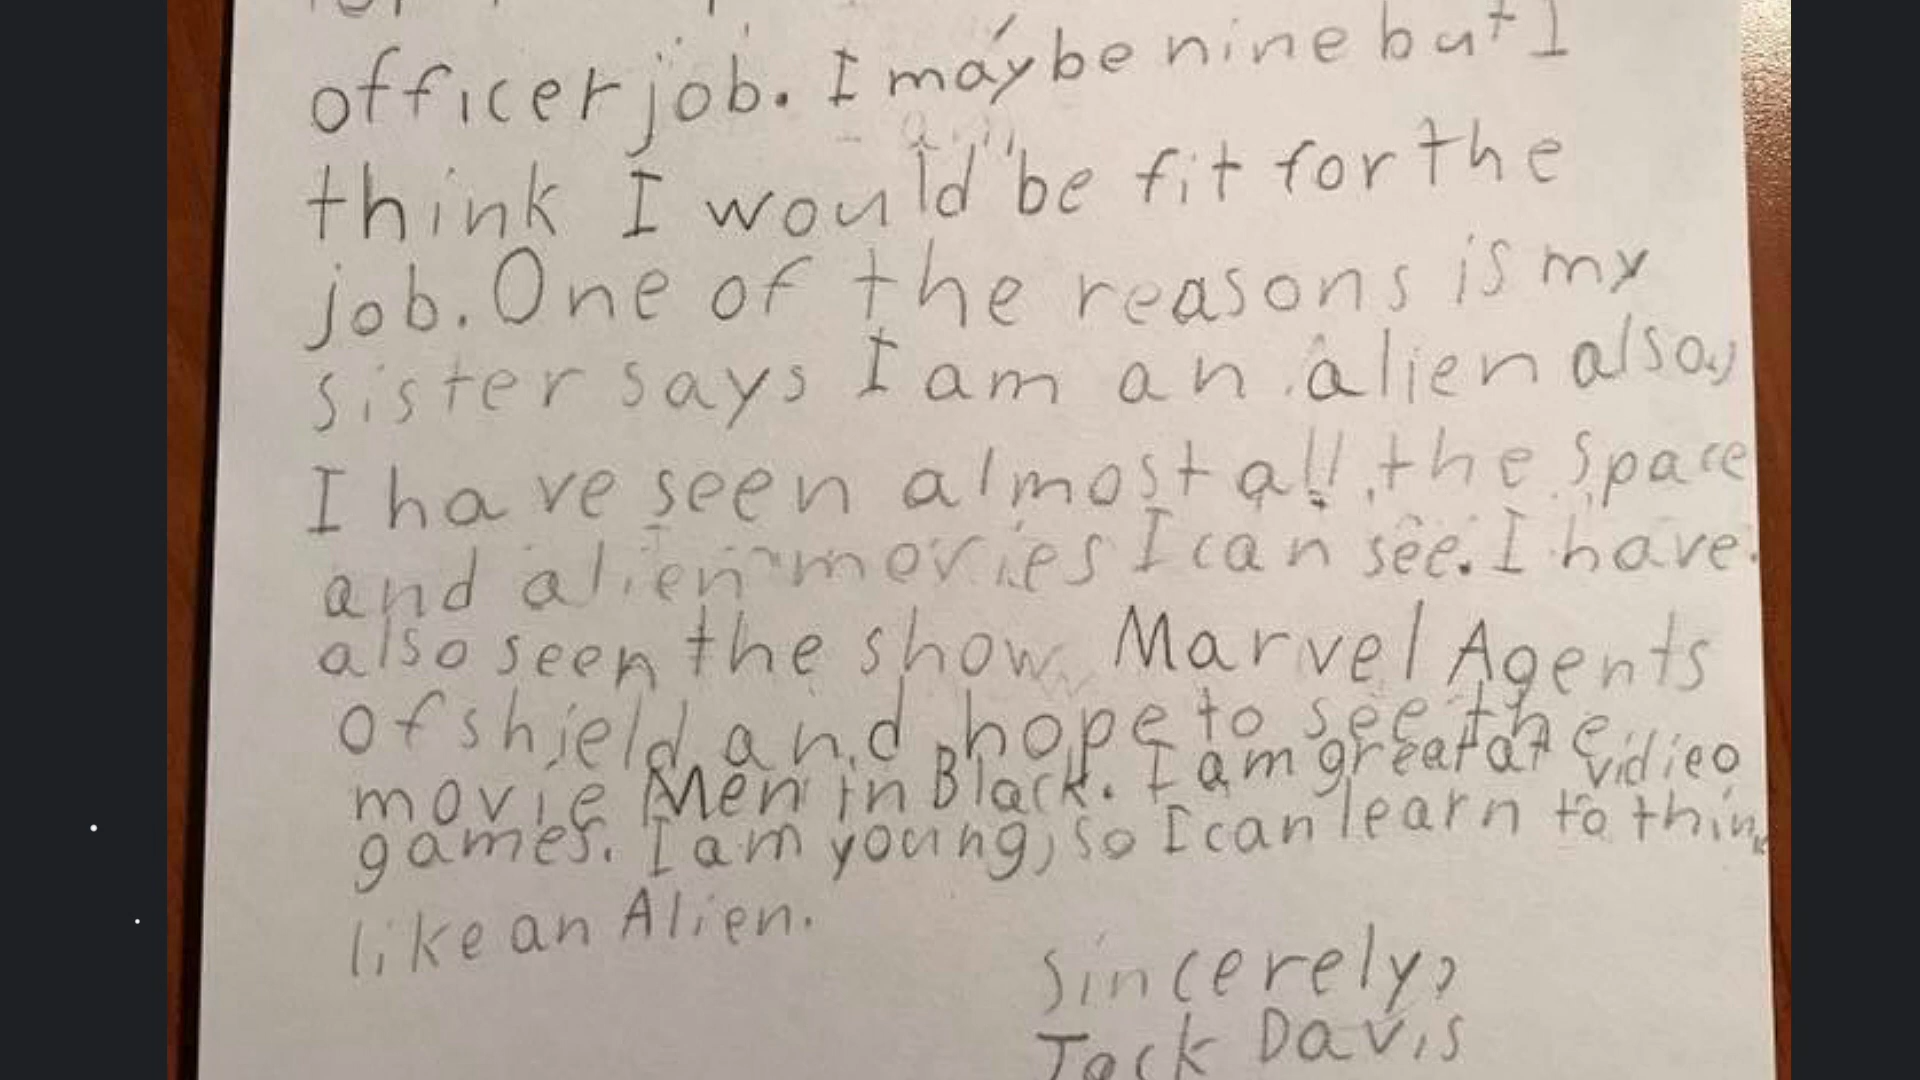 officer job. I may be nine but I
think I would be fit for the
job. One of the reasons is my
sister says I am an alien also,
I have seen almost all the space
and alien movies I can see. I have
also seen the show Marvel Agents
of shield and hope to see the
movie Men in Black. I am great at vidieo
games. I am young, so I can learn to think
like an Alien.
Sincerely,
Jack Davis